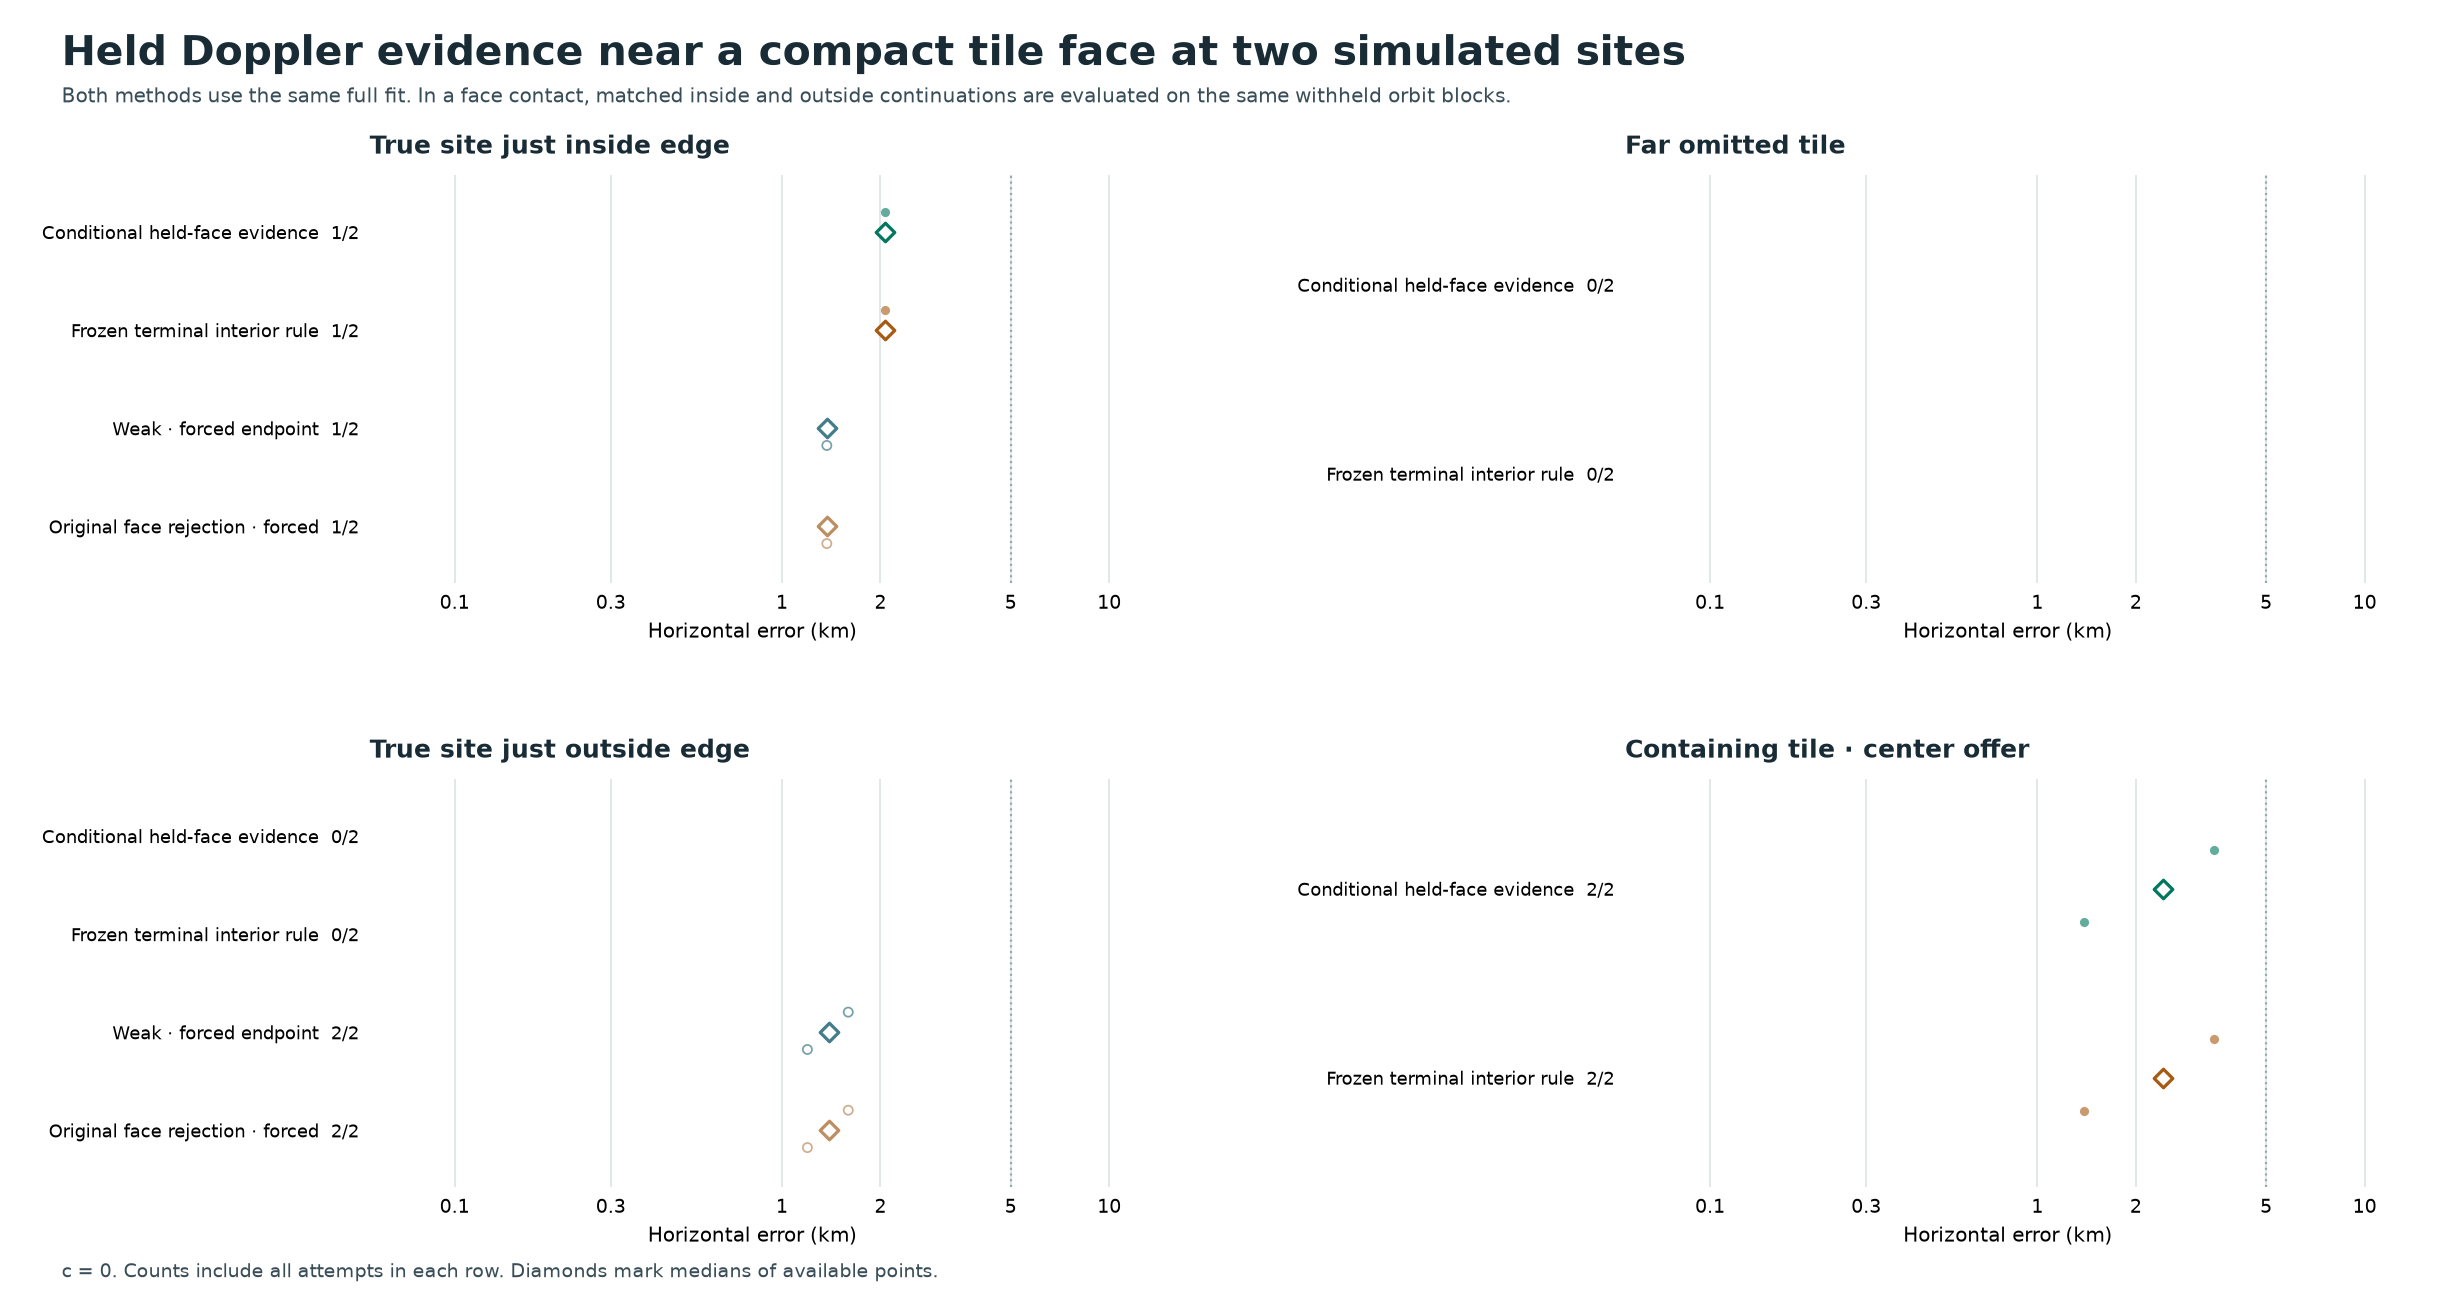 Held Doppler evidence near a compact tile face at two simulated sites
Both methods use the same full fit. In a face contact, matched inside and outside continuations are evaluated on the same withheld orbit blocks.
True site just inside edge
Conditional held-face evidence 1/2
Frozen terminal interior rule 1/2
Weak · forced endpoint 1/2
Original face rejection · forced 1/2
0.1 0.3 1 2 5 10
Horizontal error (km)
Far omitted tile
Conditional held-face evidence 0/2
Frozen terminal interior rule 0/2
0.1 0.3 1 2 5 10
Horizontal error (km)
True site just outside edge
Conditional held-face evidence 0/2
Frozen terminal interior rule 0/2
Weak · forced endpoint 2/2
Original face rejection · forced 2/2
0.1 0.3 1 2 5 10
Horizontal error (km)
Containing tile · center offer
Conditional held-face evidence 2/2
Frozen terminal interior rule 2/2
0.1 0.3 1 2 5 10
Horizontal error (km)
c = 0. Counts include all attempts in each row. Diamonds mark medians of available points.